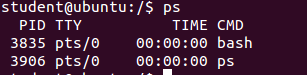 student@ubuntu:/$ ps
  PID TTY          TIME CMD
 3835 pts/0    00:00:00 bash
 3906 pts/0    00:00:00 ps